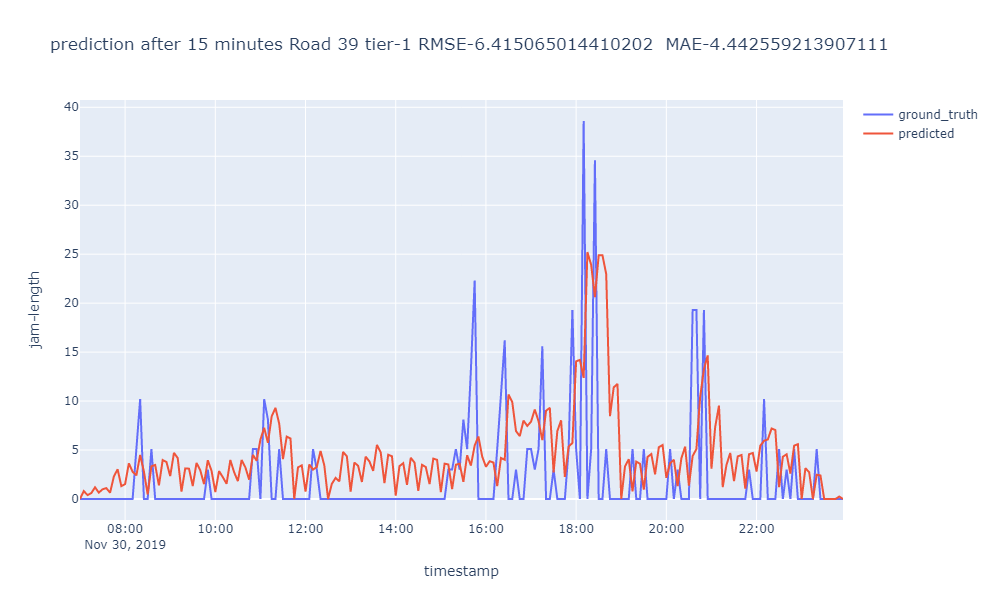 prediction after 15 minutes Road 39 tier-1 RMSE-6.415065014410202  MAE-4.442559213907111
ground_truth
predicted
40
35
30
25
20
15
10
5
0
jam-length
08:00 10:00 12:00 14:00 16:00 18:00 20:00 22:00
Nov 30, 2019
timestamp